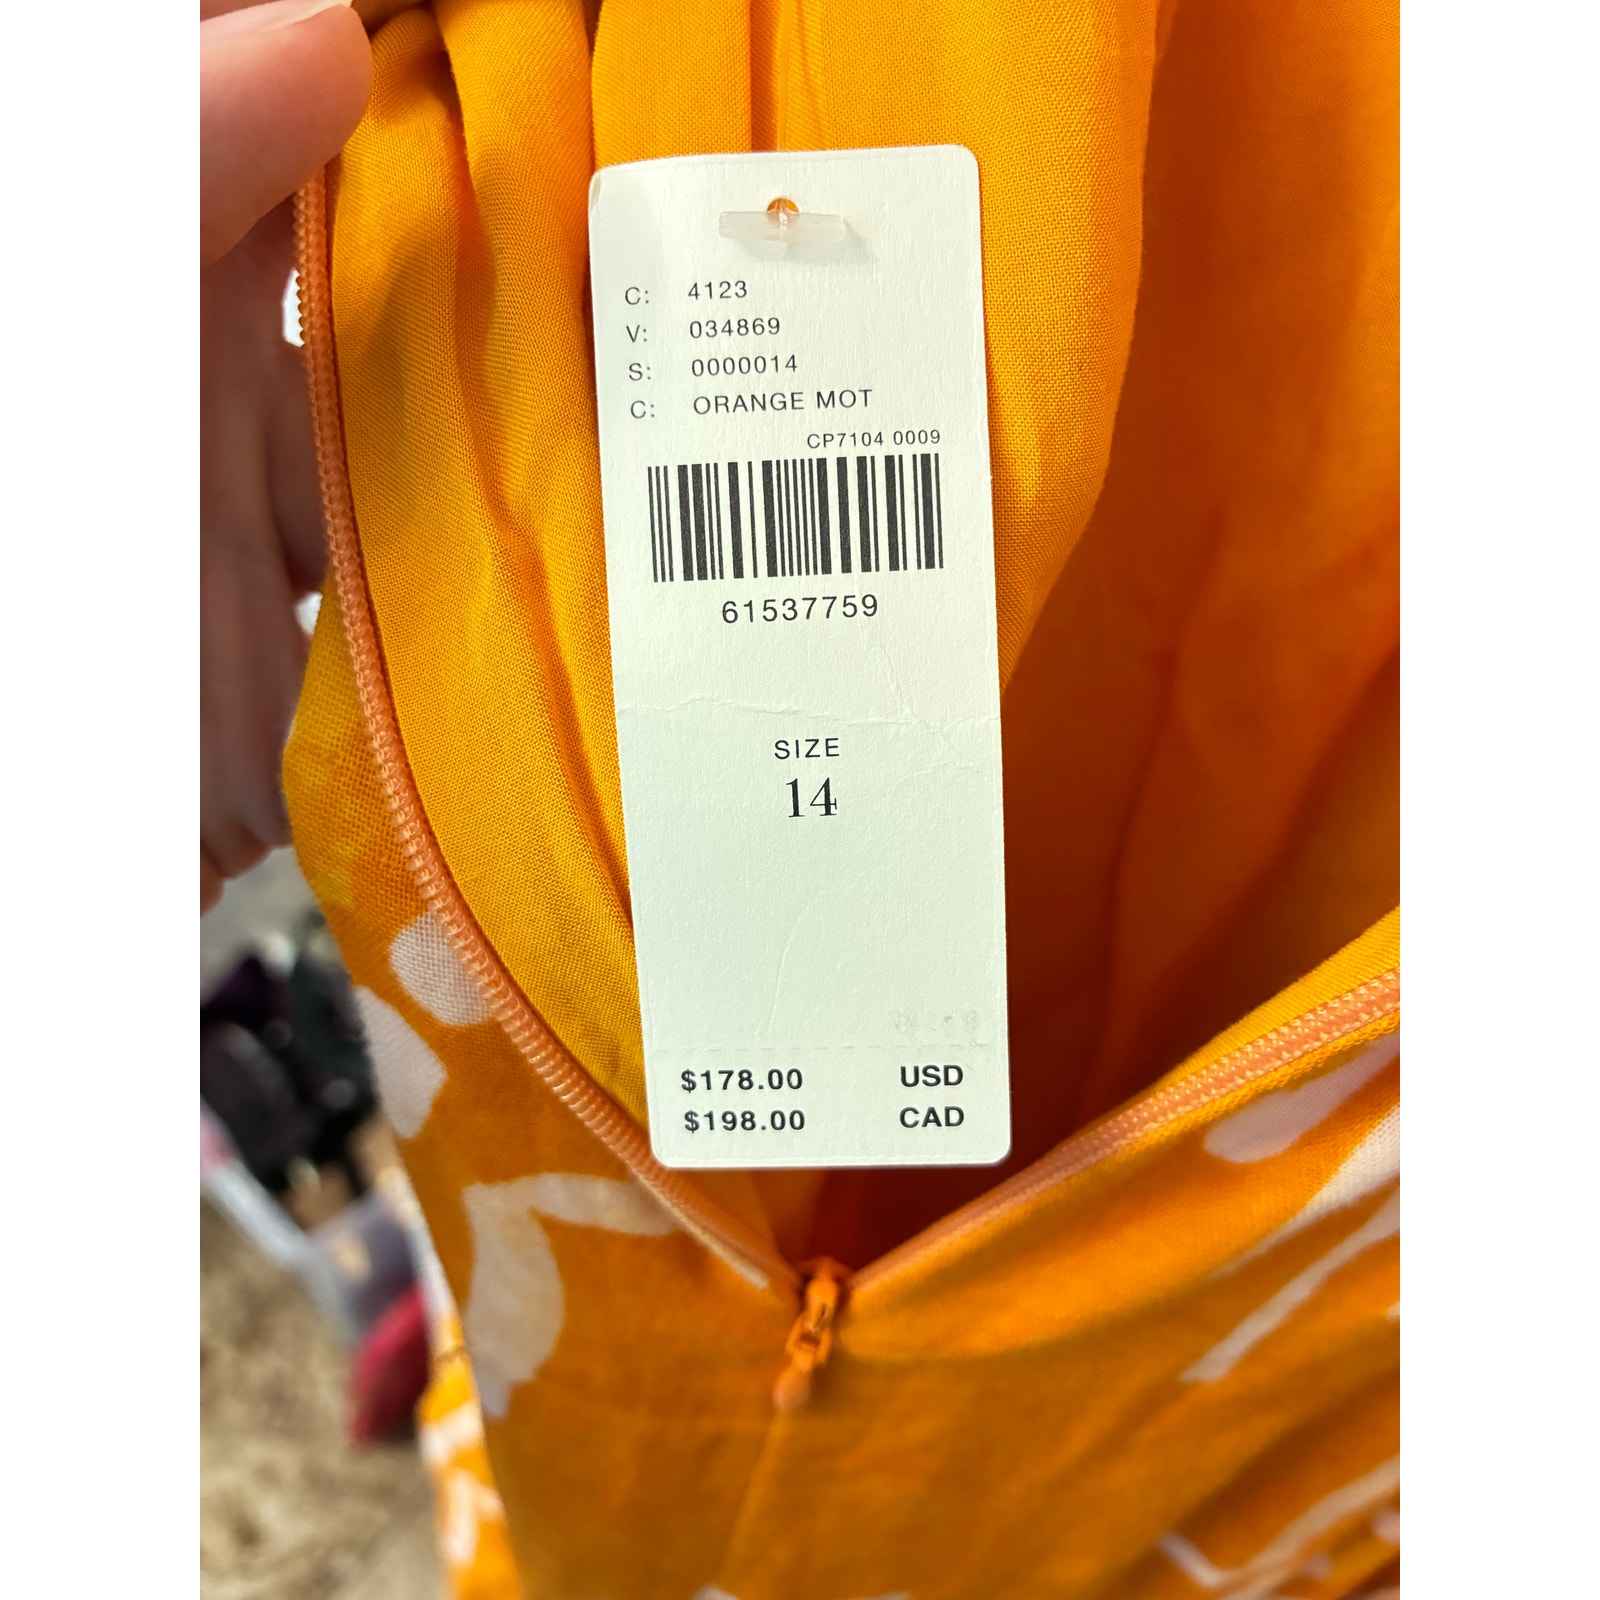 C: 4123
V: 034869
S: 0000014
C: ORANGE MOT
CP7104 0009
61537759
SIZE
14
$178.00 USD
$198.00 CAD